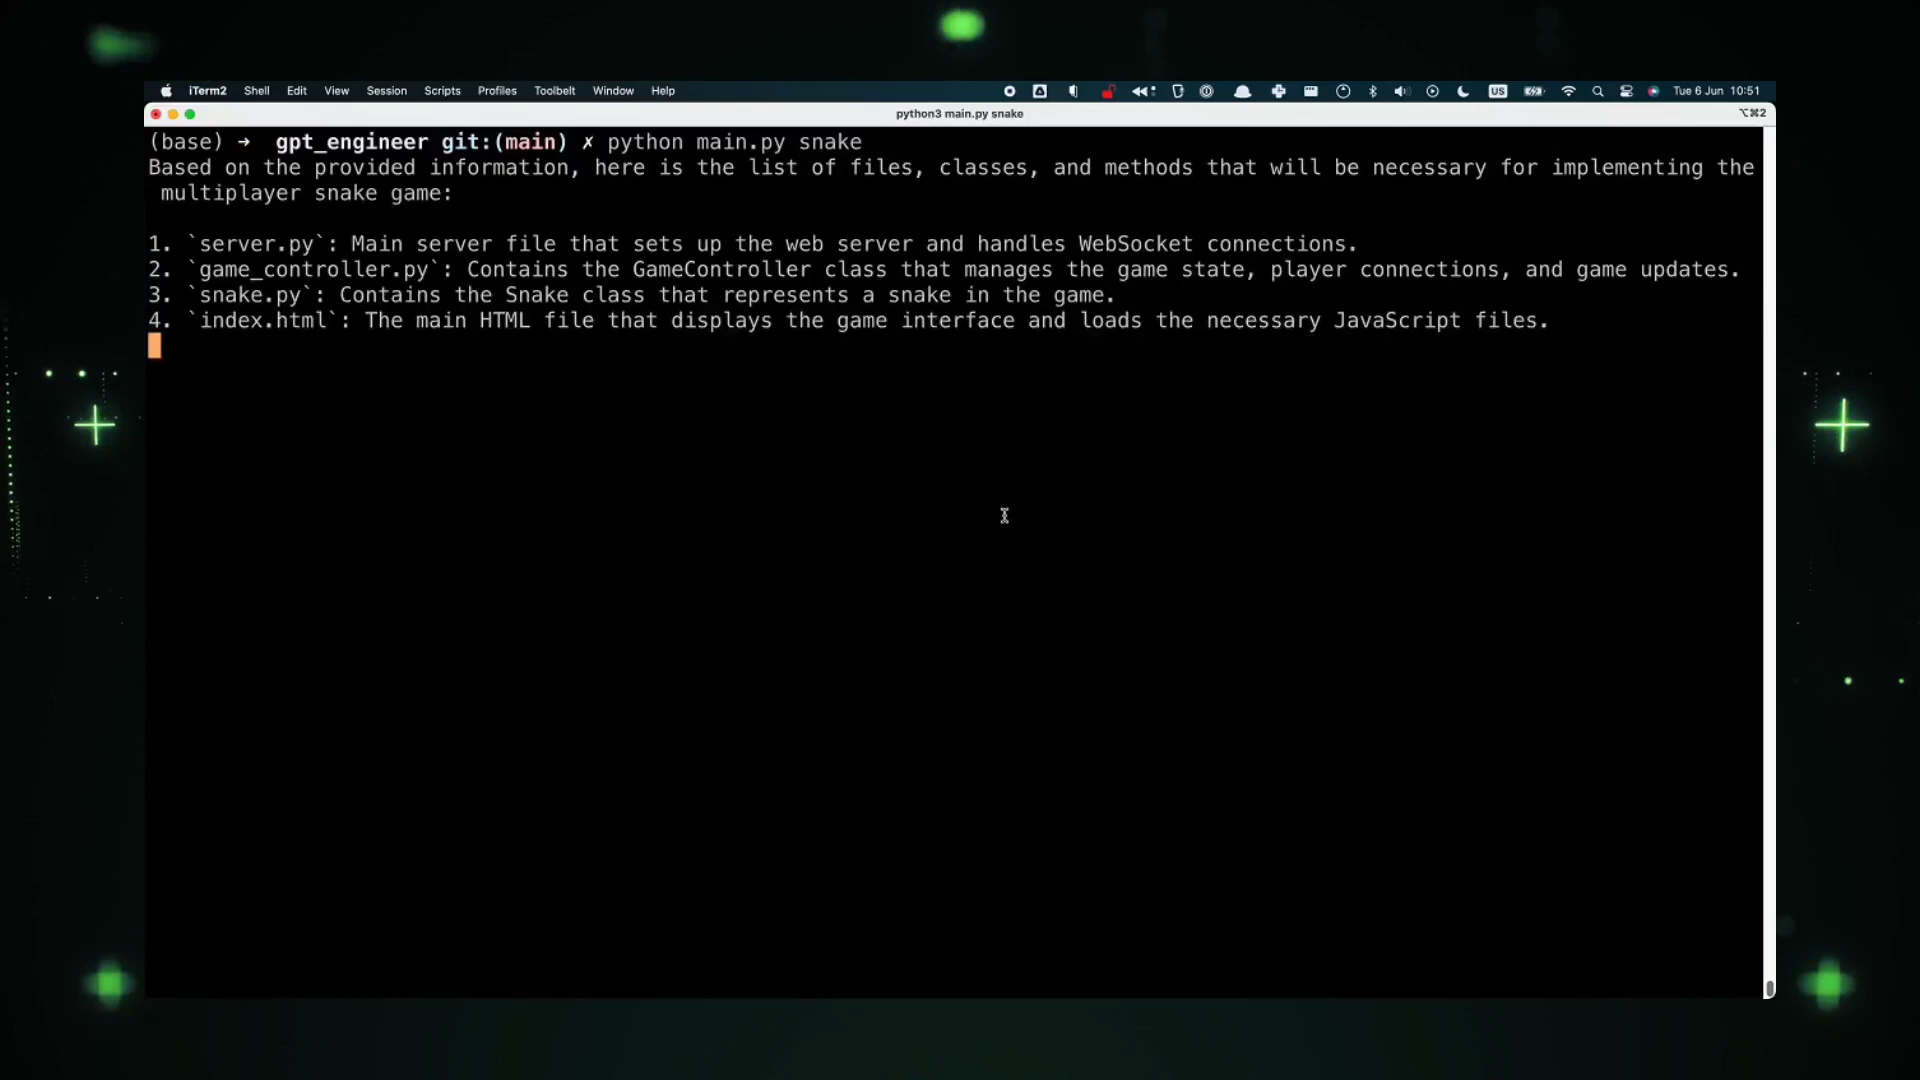 iTerm2 Shell Edit View Session Scripts Profiles Toolbelt Window Help US Tue 6 Jun 10:51
python3 main.py snake ⌥⌘2
(base) ➜ gpt_engineer git:(main) ✗ python main.py snake
Based on the provided information, here is the list of files, classes, and methods that will be necessary for implementing the
multiplayer snake game:
1. `server.py`: Main server file that sets up the web server and handles WebSocket connections.
2. `game_controller.py`: Contains the GameController class that manages the game state, player connections, and game updates.
3. `snake.py`: Contains the Snake class that represents a snake in the game.
4. `index.html`: The main HTML file that displays the game interface and loads the necessary JavaScript files.